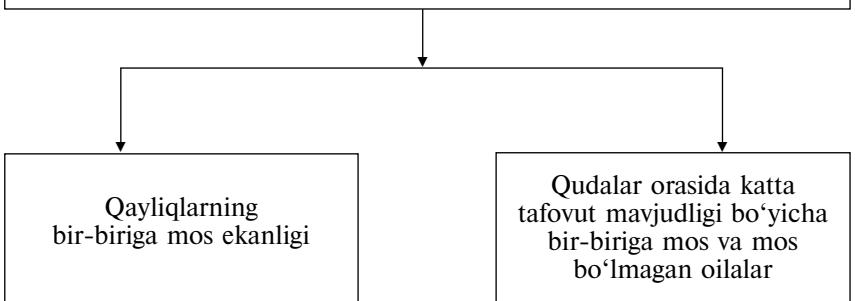 Qayliqlarning
bir-biriga mos ekanligi
Qudalar orasida katta
tafovut mavjudligi bo‘yicha
bir-biriga mos va mos
bo‘lmagan oilalar